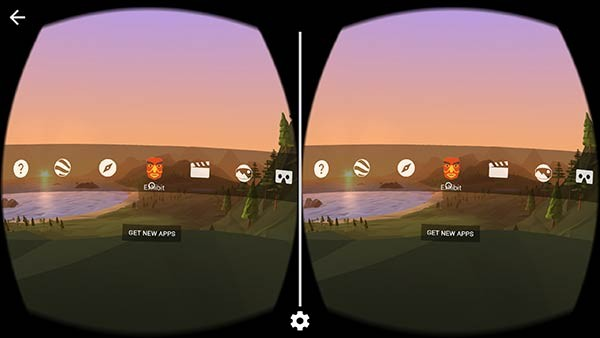 ?
Exhibit
GET NEW APPS
?
Exhibit
GET NEW APPS